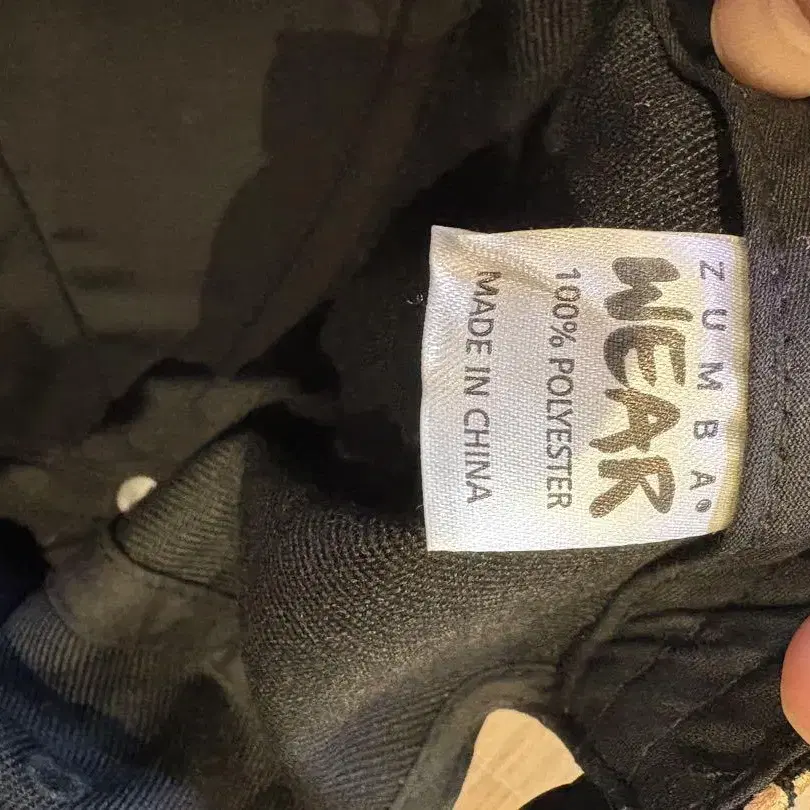 ZUMBA®
WEAR
100% POLYESTER
MADE IN CHINA